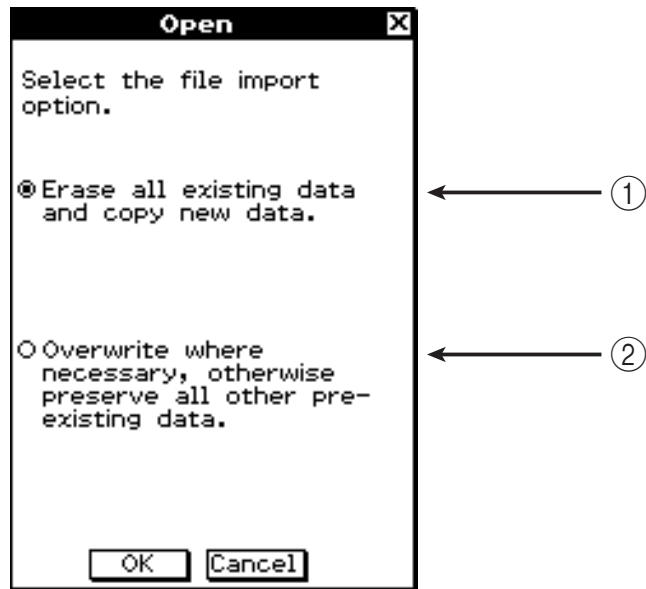 Open X
Select the file import
option.
Erase all existing data
and copy new data.
①
Overwrite where
necessary, otherwise
preserve all other pre-
existing data.
②
OK Cancel